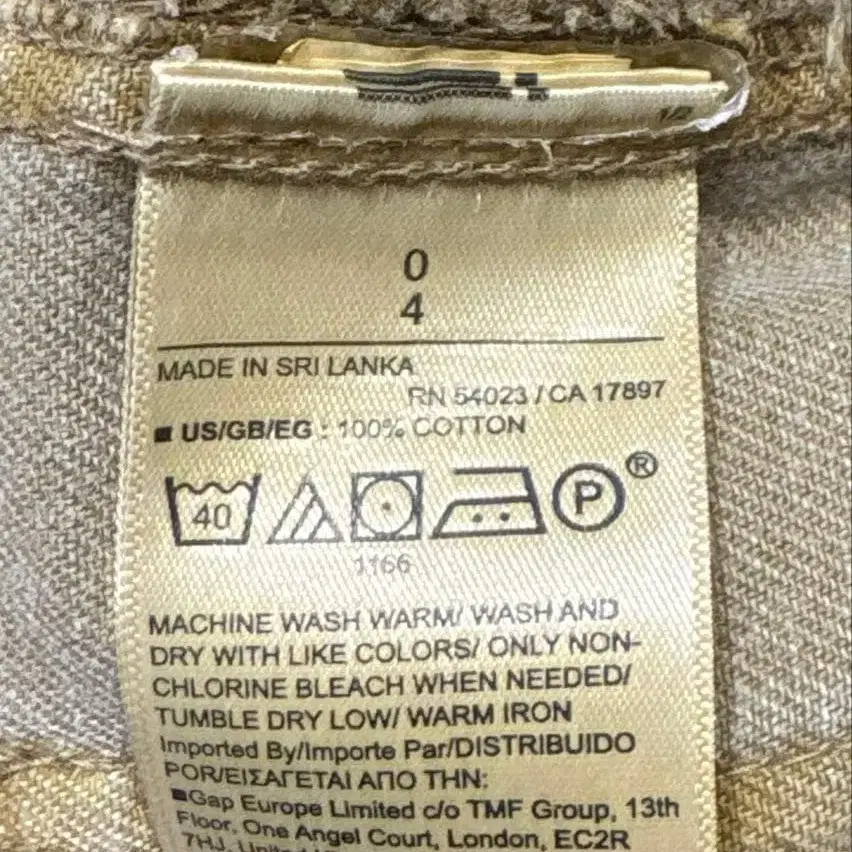 1/2
0
4
MADE IN SRI LANKA
RN 54023 / CA 17897
■ US/GB/EG : 100% COTTON
40 P ®
1166
MACHINE WASH WARM/ WASH AND
DRY WITH LIKE COLORS/ ONLY NON-
CHLORINE BLEACH WHEN NEEDED/
TUMBLE DRY LOW/ WARM IRON
Imported By/Importe Par/DISTRIBUIDO
POR/ΕΙΣΑΓΕΤΑΙ ΑΠΟ ΤΗΝ:
■Gap Europe Limited c/o TMF Group, 13th
Floor, One Angel Court, London, EC2R
7HJ,